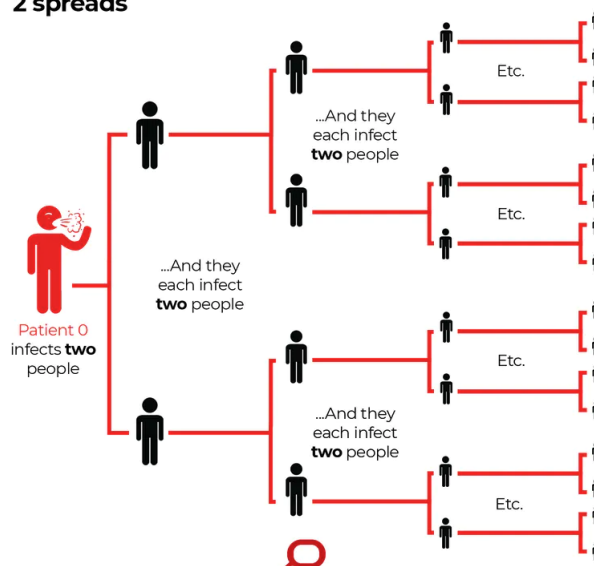 2 spreads
Etc.
...And they
each infect
two people
Etc.
...And they
each infect
two people
Patient 0
infects two
people
Etc.
...And they
each infect
two people
Etc.